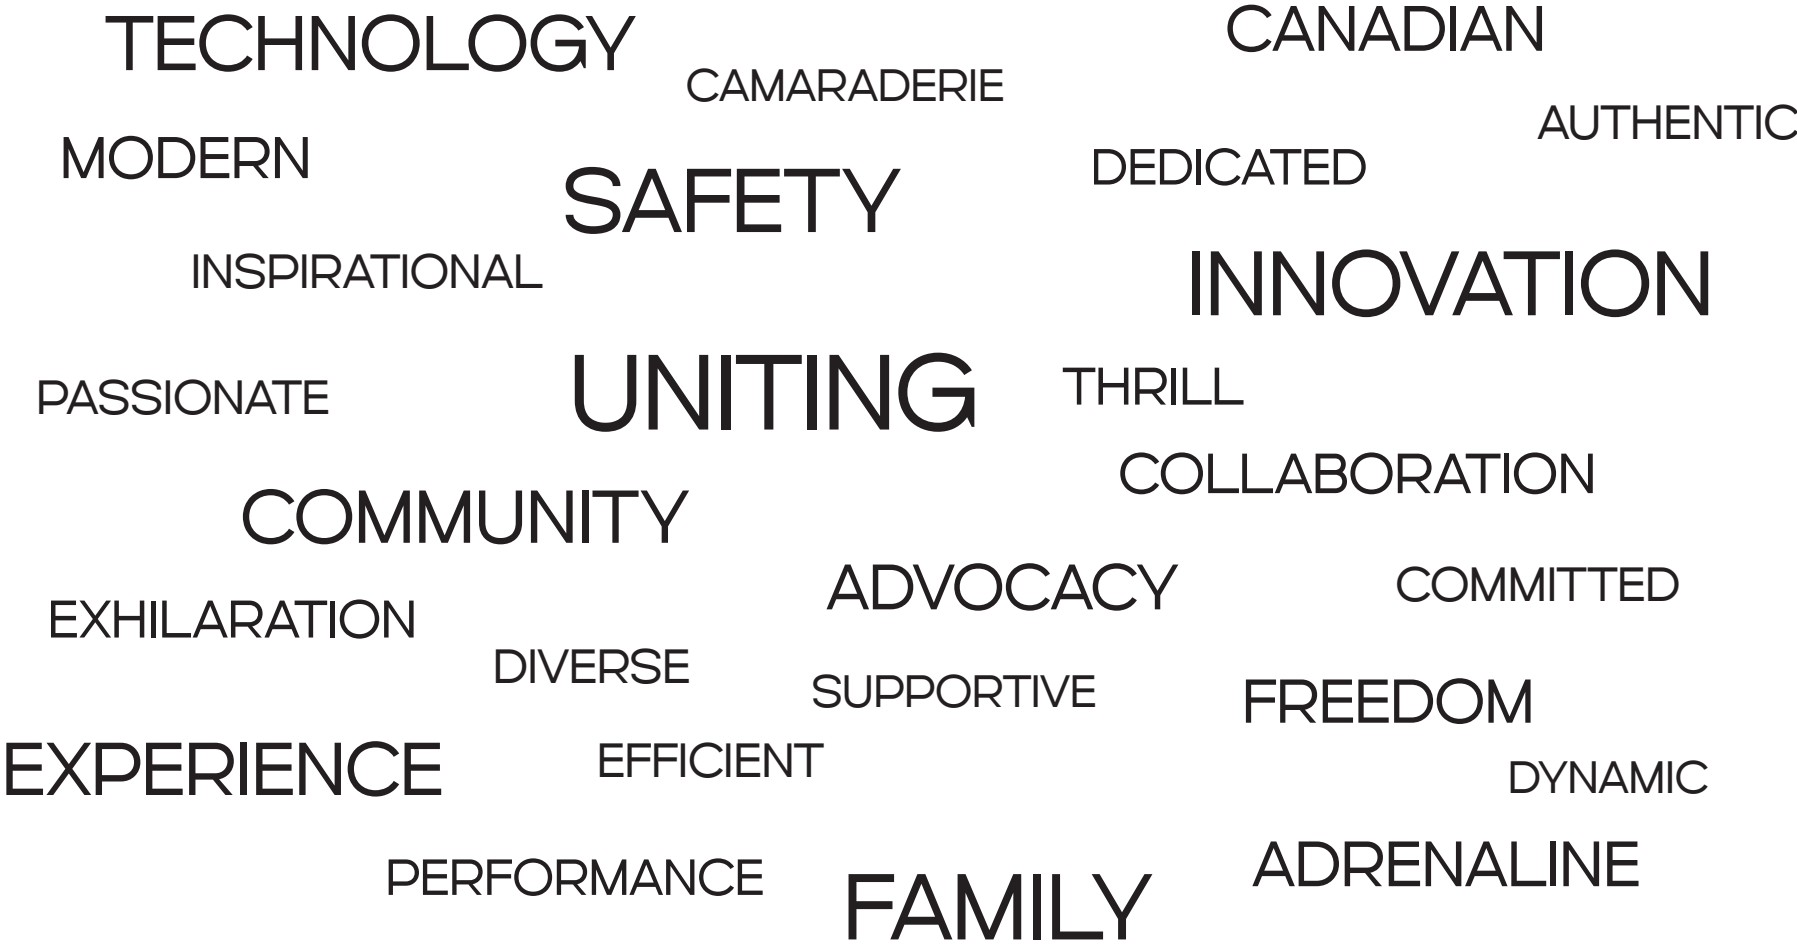 TECHNOLOGY
CANADIAN
CAMARADERIE
AUTHENTIC
MODERN
DEDICATED
SAFETY
INSPIRATIONAL
INNOVATION
UNITING
THRILL
PASSIONATE
COLLABORATION
COMMUNITY
ADVOCACY
COMMITTED
EXHILARATION
DIVERSE
SUPPORTIVE
FREEDOM
EXPERIENCE
EFFICIENT
DYNAMIC
PERFORMANCE
ADRENALINE
FAMILY